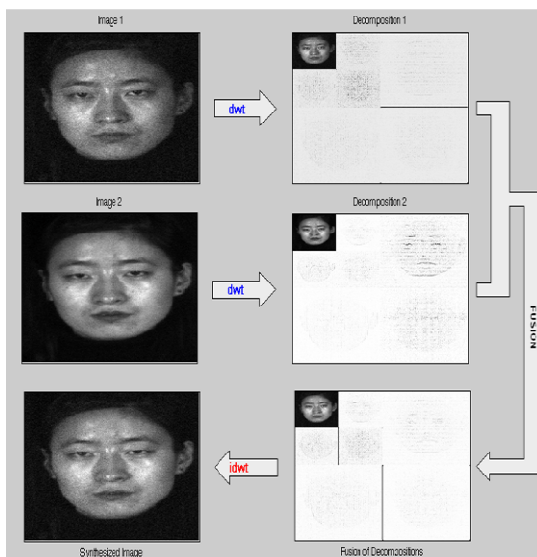 Image 1
Decomposition 1
dwt
Image 2
Decomposition 2
dwt
FUSION
idwt
Synthesized Image
Fusion of Decompositions